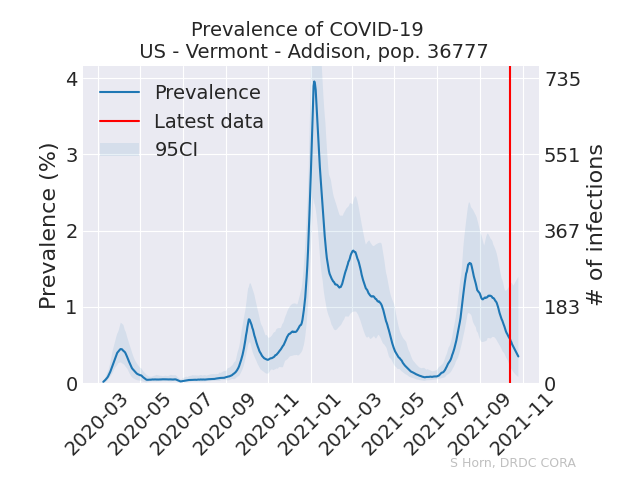 Prevalence of COVID-19
US - Vermont - Addison, pop. 36777
Prevalence
Latest data
95CI
Prevalence (%)
4
3
2
1
0
735
551
367
183
0
# of infections
2020-03
2020-05
2020-07
2020-09
2020-11
2021-01
2021-03
2021-05
2021-07
2021-09
2021-11
S Horn, DRDC CORA